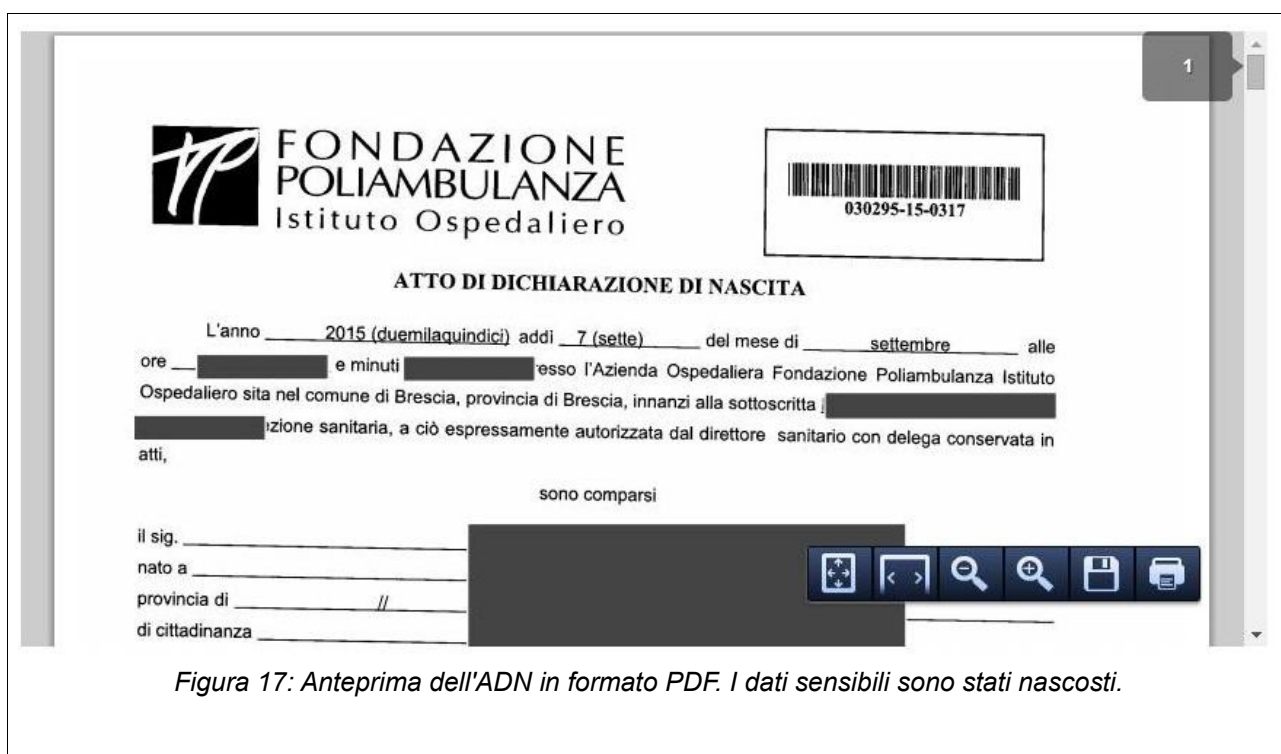 1
FONDAZIONE
POLIAMBULANZA
Istituto Ospedaliero
030295-15-0317
ATTO DI DICHIARAZIONE DI NASCITA
L'anno 2015 (duemilaquindici) addi 7 (sette) del mese di settembre alle
ore e minuti esso l'Azienda Ospedaliera Fondazione Poliambulanza Istituto
Ospedaliero sita nel comune di Brescia, provincia di Brescia, innanzi alla sottoscritta
zione sanitaria, a ciò espressamente autorizzata dal direttore sanitario con delega conservata in
atti,
sono comparsi
il sig.
nato a
provincia di //
di cittadinanza
Figura 17: Anteprima dell'ADN in formato PDF. I dati sensibili sono stati nascosti.